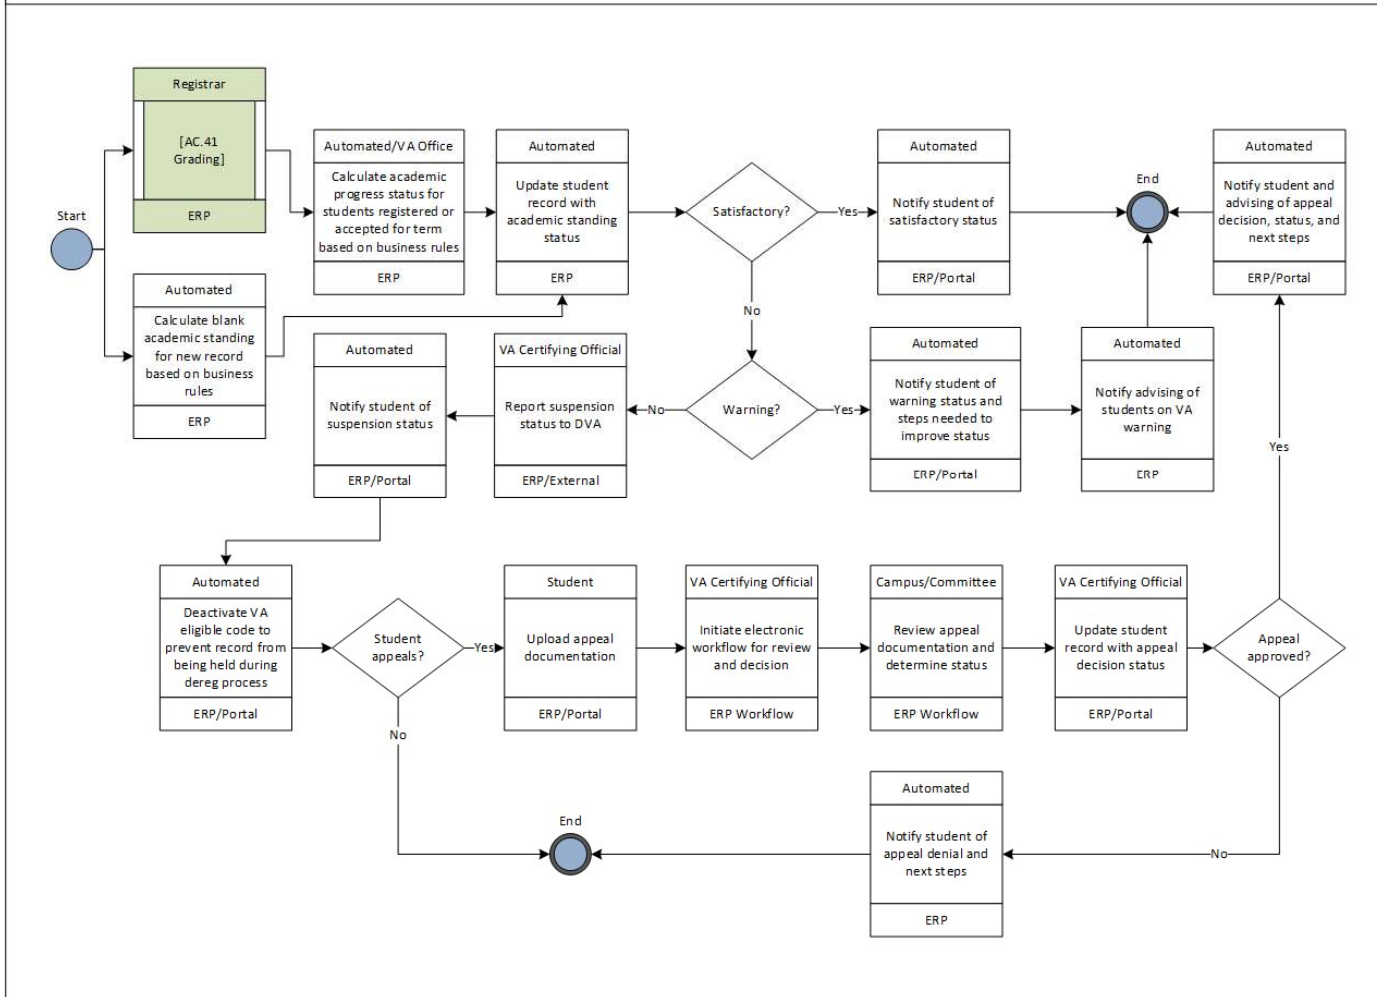 Registrar
[AC.41
Grading]
ERP
Start
Automated
Calculate blank
academic standing
for new record
based on business
rules
ERP
Automated/VA Office
Calculate academic
progress status for
students registered or
accepted for term
based on business rules
ERP
Automated
Update student
record with
academic standing
status
ERP
Satisfactory?
Yes
No
Automated
Notify student of
satisfactory status
ERP/Portal
End
Automated
Notify student and
advising of appeal
decision, status, and
next steps
ERP/Portal
Automated
Notify student of
suspension status
ERP/Portal
VA Certifying Official
Report suspension
status to DVA
ERP/External
No
Warning?
Yes
Automated
Notify student of
warning status and
steps needed to
improve status
ERP/Portal
Automated
Notify advising of
students on VA
warning
ERP
Yes
Automated
Deactivate VA
eligible code to
prevent record from
being held during
dereg process
ERP/Portal
Student
appeals?
Yes
No
Student
Upload appeal
documentation
ERP/Portal
VA Certifying Official
Initiate electronic
workflow for review
and decision
ERP Workflow
Campus/Committee
Review appeal
documentation and
determine status
ERP Workflow
VA Certifying Official
Update student
record with appeal
decision status
ERP/Portal
Appeal
approved?
End
Automated
Notify student of
appeal denial and
next steps
ERP
No